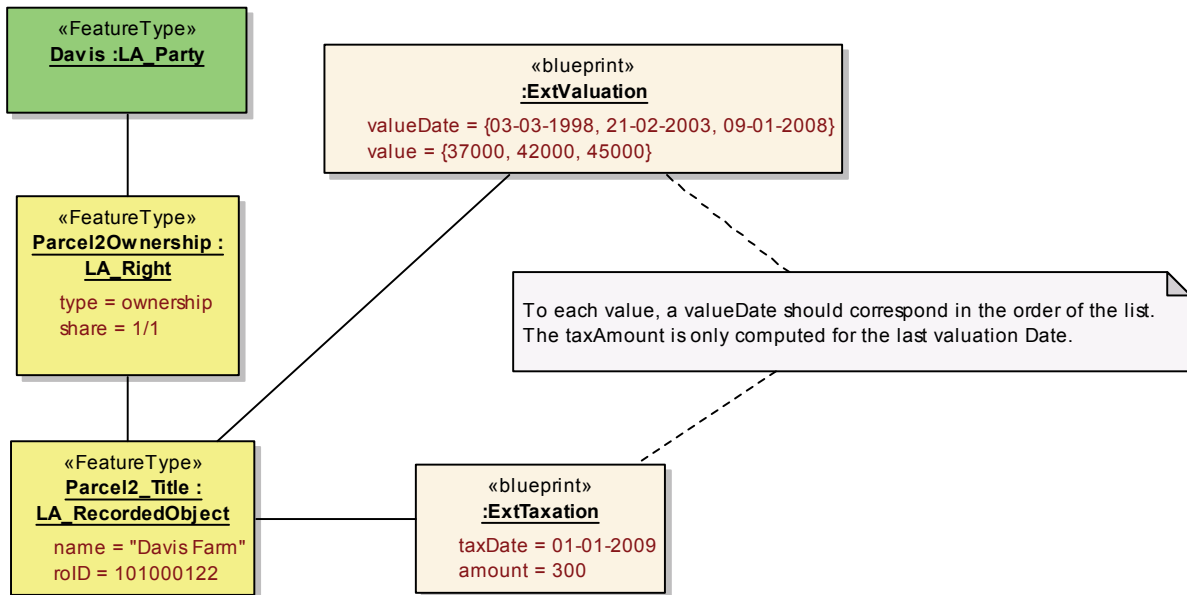 «FeatureType»
Davis :LA_Party
«blueprint»
:ExtValuation
valueDate = {03-03-1998, 21-02-2003, 09-01-2008}
value = {37000, 42000, 45000}
«FeatureType»
Parcel2Ownership :
LA_Right
type = ownership
share = 1/1
To each value, a valueDate should correspond in the order of the list.
The taxAmount is only computed for the last valuation Date.
«FeatureType»
Parcel2_Title :
LA_RecordedObject
name = "Davis Farm"
roID = 101000122
«blueprint»
:ExtTaxation
taxDate = 01-01-2009
amount = 300